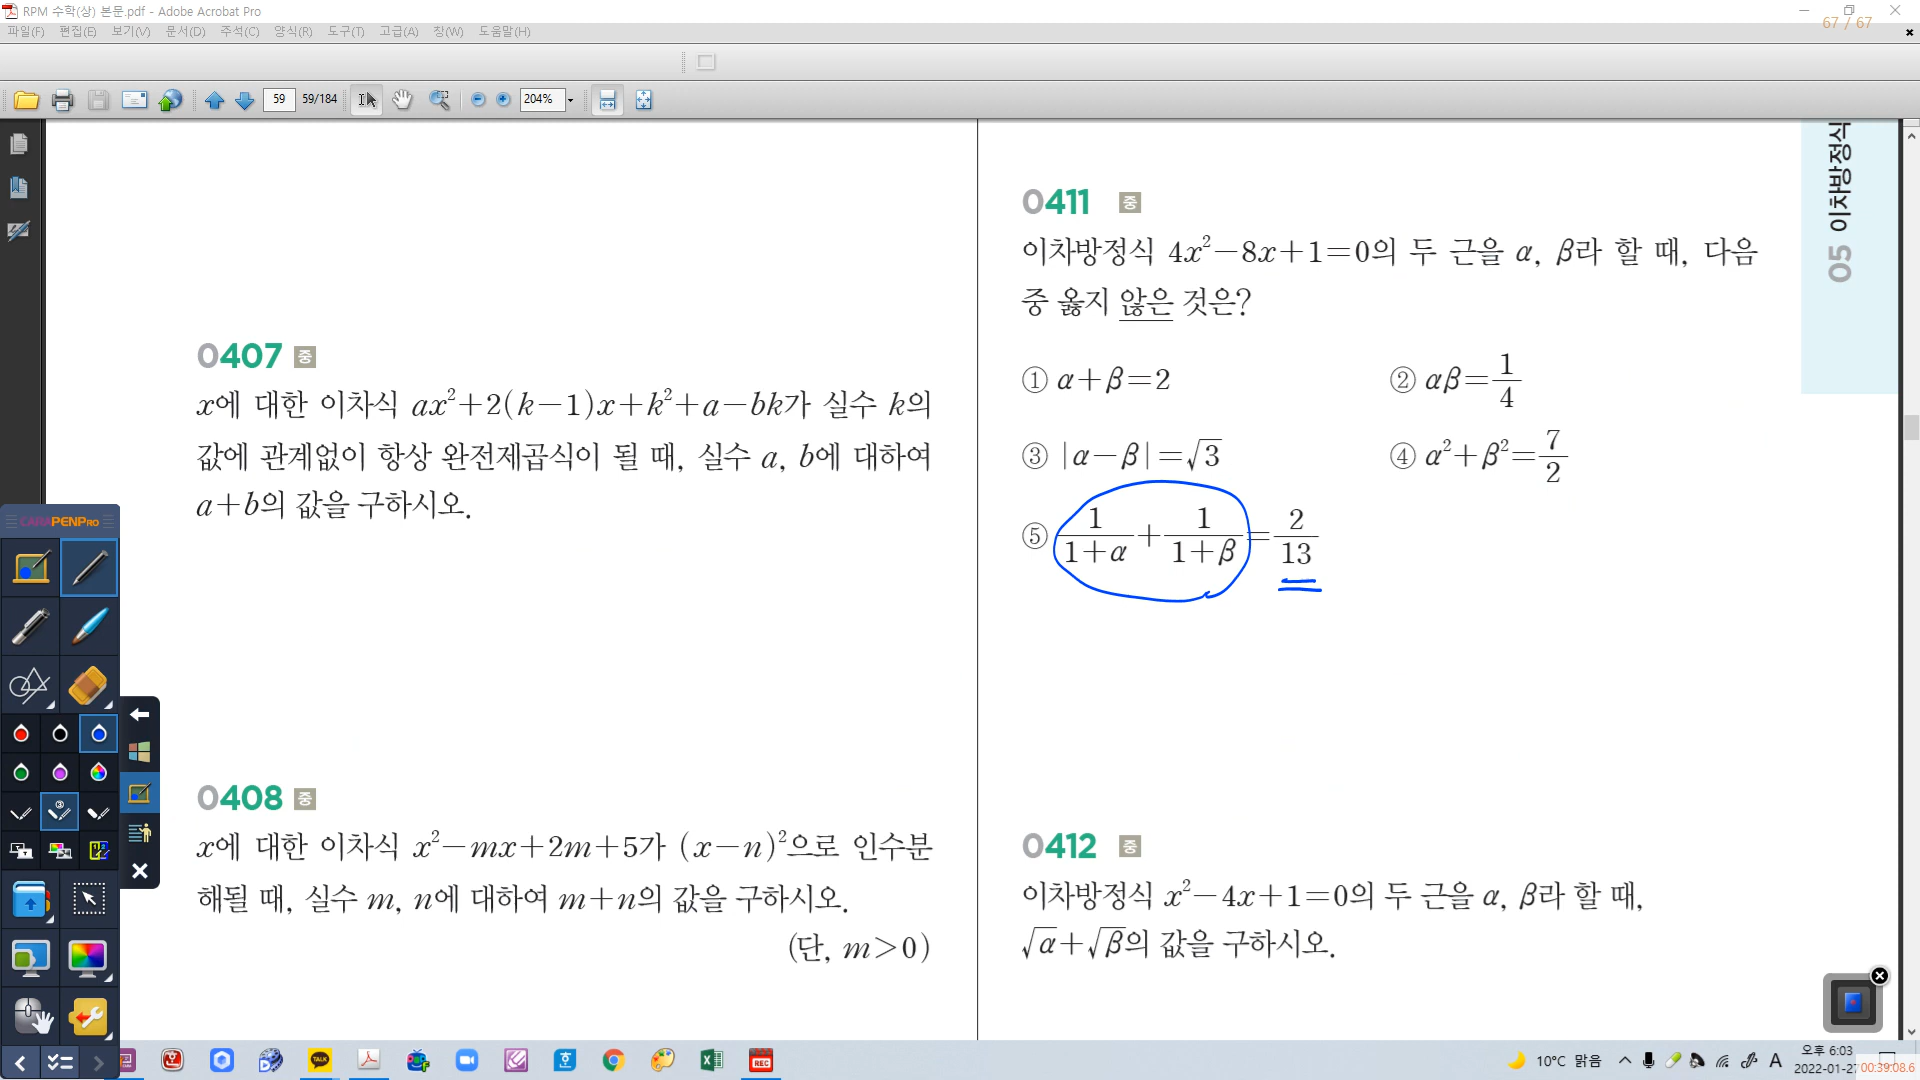 RPM 수학(상) 본문.pdf - Adobe Acrobat Pro
67 / 67
파일(F) 편집(E) 보기(V) 문서(D) 주석(C) 양식(R) 도구(T) 고급(A) 창(W) 도움말(H)
59 59/184 204%
0407 중
x에 대한 이차식 ax²+2(k-1)x+k²+a-bk가 실수 k의
값에 관계없이 항상 완전제곱식이 될 때, 실수 a, b에 대하여
a+b의 값을 구하시오.
0408 중
x에 대한 이차식 x²-mx+2m+5가 (x-n)²으로 인수분
해될 때, 실수 m, n에 대하여 m+n의 값을 구하시오.
(단, m>0)
0411 중
이차방정식 4x²-8x+1=0의 두 근을 α, β라 할 때, 다음
중 옳지 않은 것은?
① α+β=2 ② αβ=1/4
③ |α-β|=√3 ④ α²+β²=7/2
⑤ 1/(1+α)+1/(1+β)=2/13
0412 중
이차방정식 x²-4x+1=0의 두 근을 α, β라 할 때,
√α+√β의 값을 구하시오.
05 이차방정식
CAMAPENPRO
③
TALK
REC
10°C 맑음
A
오후 6:03
2022-01-27
00:39:08.6